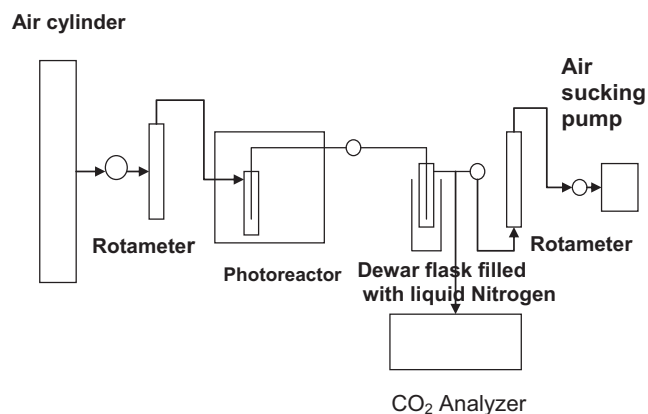 Air cylinder
Air
sucking
pump
Rotameter
Photoreactor
Dewar flask filled
with liquid Nitrogen
Rotameter
CO₂ Analyzer